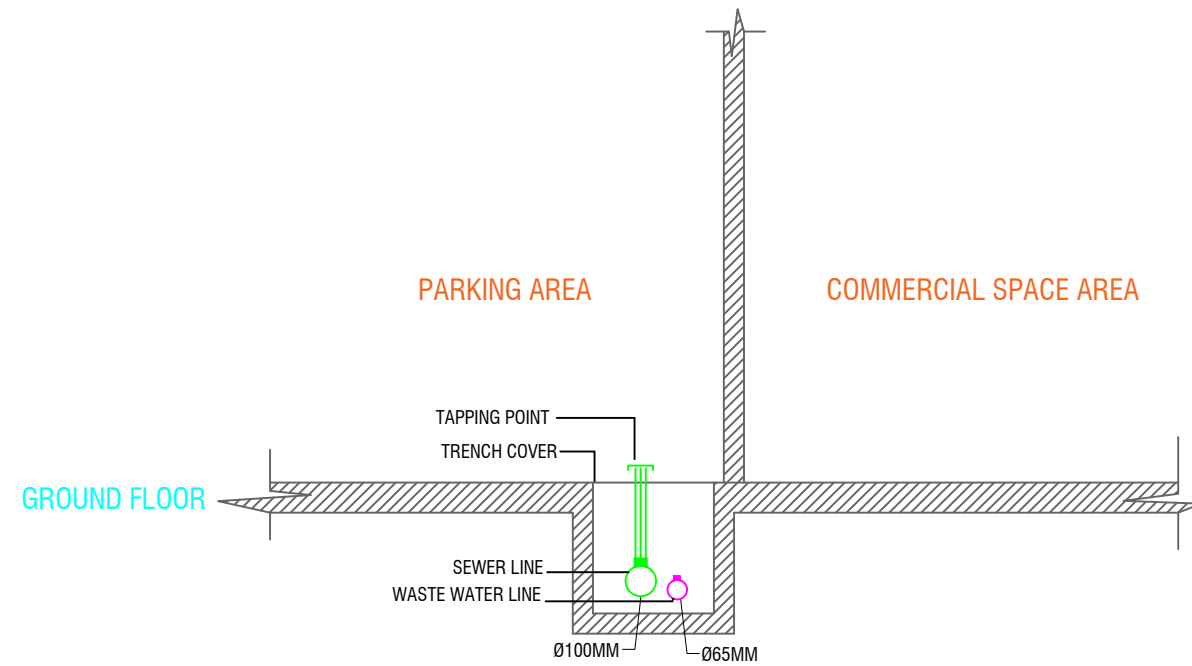 PARKING AREA
COMMERCIAL SPACE AREA
TAPPING POINT
TRENCH COVER
GROUND FLOOR
SEWER LINE
WASTE WATER LINE
Ø100MM
Ø65MM